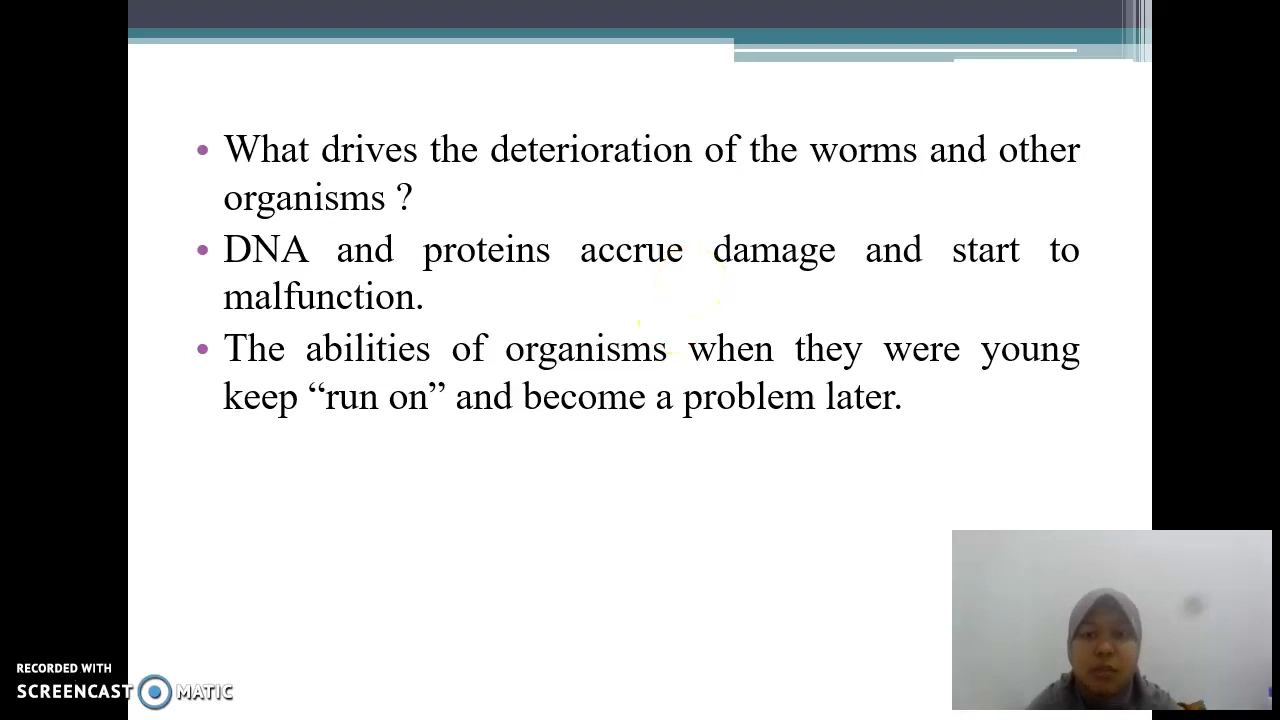 What drives the deterioration of the worms and other
organisms ?
DNA and proteins accrue damage and start to
malfunction.
The abilities of organisms when they were young
keep “run on” and become a problem later.
RECORDED WITH
SCREENCAST MATIC